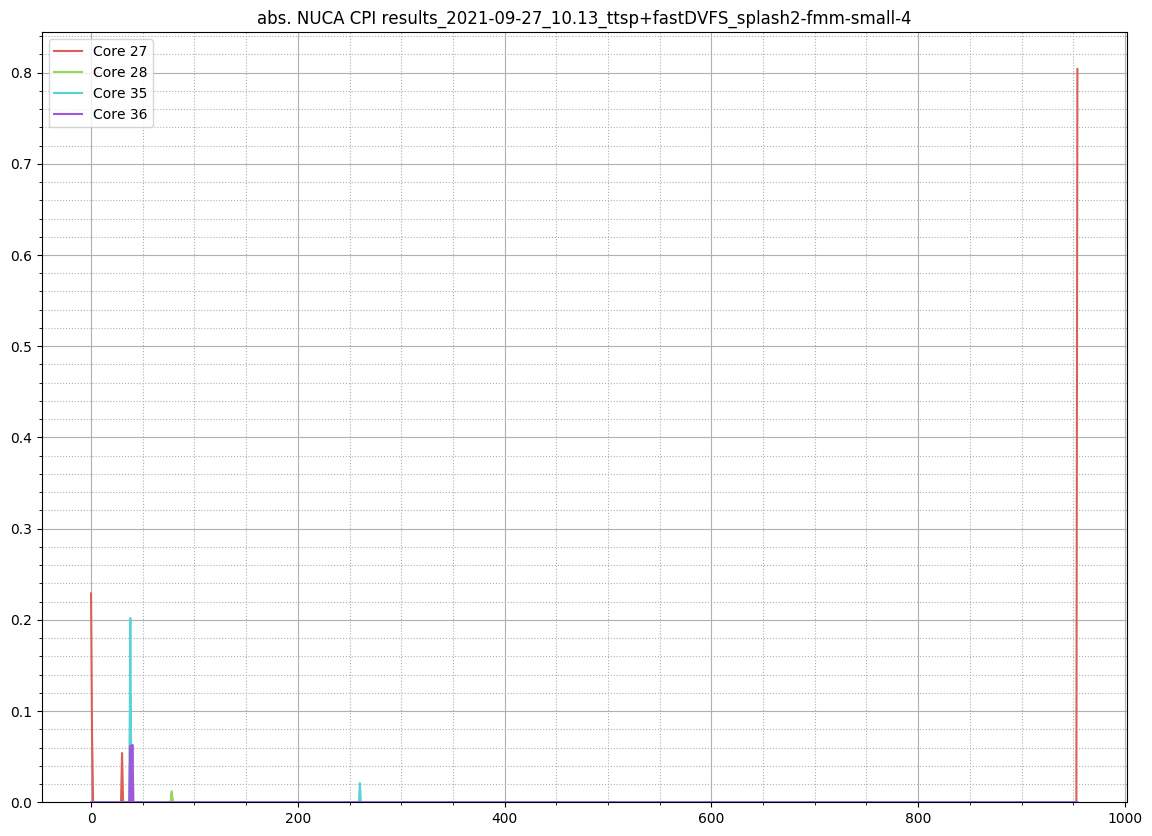 abs. NUCA CPI results_2021-09-27_10.13_ttsp+fastDVFS_splash2-fmm-small-4
Core 27
Core 28
Core 35
Core 36
0.8
0.7
0.6
0.5
0.4
0.3
0.2
0.1
0.0
0 200 400 600 800 1000